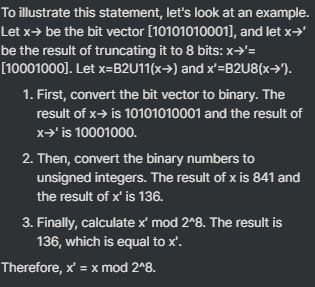 To illustrate this statement, let's look at an example.
Let x→ be the bit vector [10101010001], and let x→'
be the result of truncating it to 8 bits: x→'=
[10001000]. Let x=B2U11(x→) and x′=B2U8(x→').
1. First, convert the bit vector to binary. The
result of x→ is 10101010001 and the result of
x→' is 10001000.
2. Then, convert the binary numbers to
unsigned integers. The result of x is 841 and
the result of x' is 136.
3. Finally, calculate x' mod 2^8. The result is
136, which is equal to x'.
Therefore, x' = x mod 2^8.